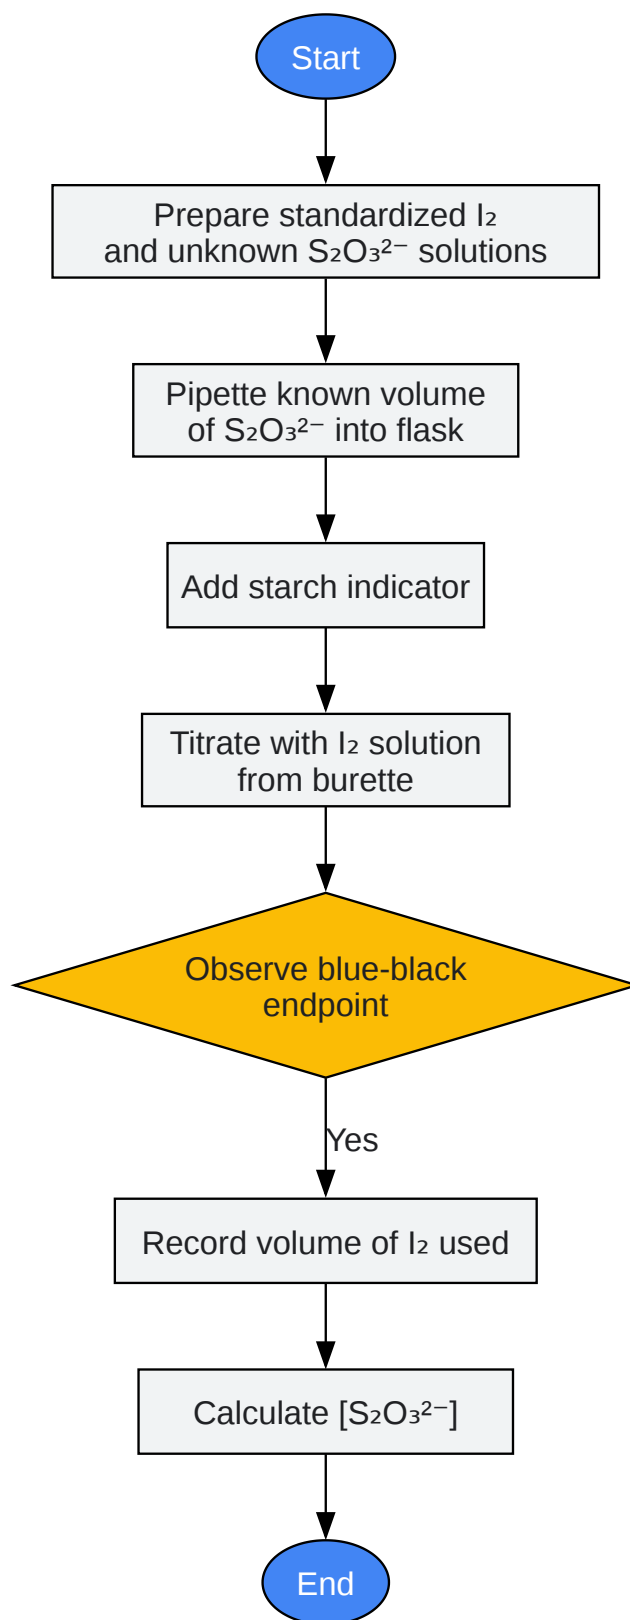 Start
Prepare standardized I₂
and unknown S₂O₃²⁻ solutions
Pipette known volume
of S₂O₃²⁻ into flask
Add starch indicator
Titrate with I₂ solution
from burette
Observe blue-black
endpoint
Yes
Record volume of I₂ used
Calculate [S₂O₃²⁻]
End